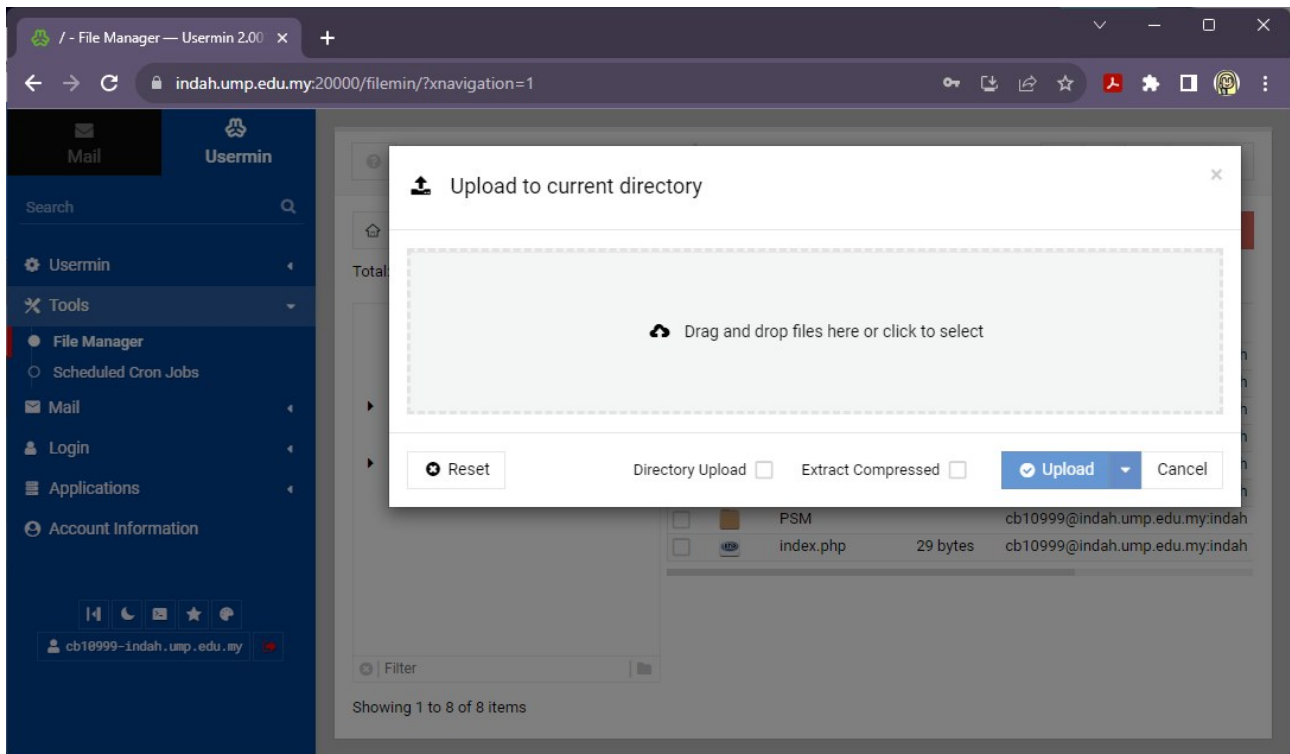 / - File Manager — Usermin 2.00
indah.ump.edu.my:20000/filemin/?xnavigation=1
Mail
Usermin
Search
Usermin
Tools
File Manager
Scheduled Cron Jobs
Mail
Login
Applications
Account Information
cb10999-indah.ump.edu.my
Total:
Upload to current directory
×
Drag and drop files here or click to select
Reset Directory Upload Extract Compressed Upload Cancel
PSM cb10999@indah.ump.edu.my:indah
index.php 29 bytes cb10999@indah.ump.edu.my:indah
Filter
Showing 1 to 8 of 8 items